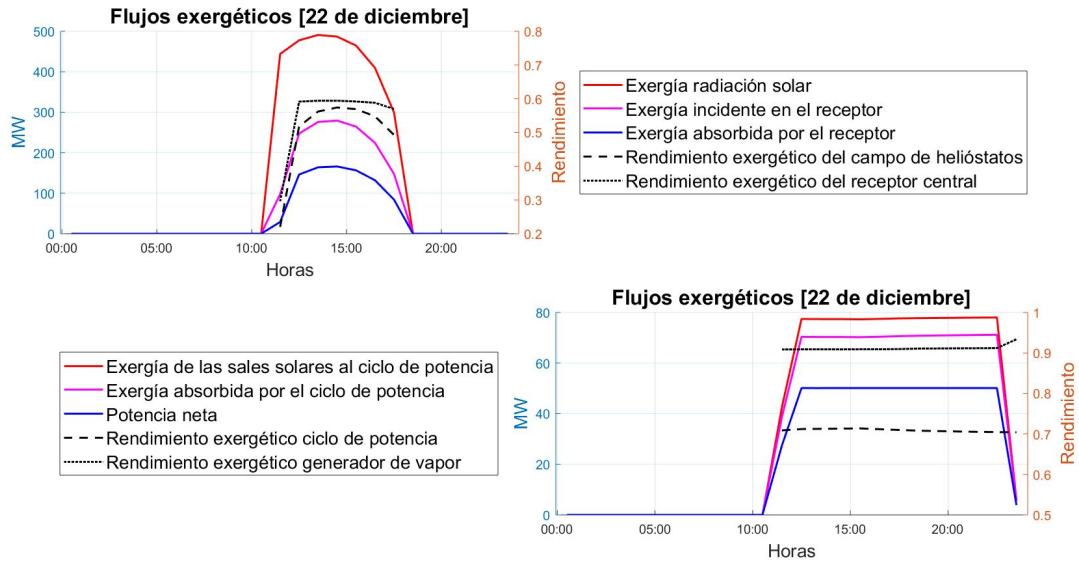 Flujos exergéticos [22 de diciembre]
500
400
300
200
100
0
MW
0.8
0.7
0.6
0.5
0.4
0.3
0.2
Rendimiento
00:00 05:00 10:00 15:00 20:00
Horas
Exergía radiación solar
Exergía incidente en el receptor
Exergía absorbida por el receptor
Rendimiento exergético del campo de helióstatos
Rendimiento exergético del receptor central
Exergía de las sales solares al ciclo de potencia
Exergía absorbida por el ciclo de potencia
Potencia neta
Rendimiento exergético ciclo de potencia
Rendimiento exergético generador de vapor
Flujos exergéticos [22 de diciembre]
80
60
40
20
0
MW
1
0.9
0.8
0.7
0.6
0.5
Rendimiento
00:00 05:00 10:00 15:00 20:00
Horas